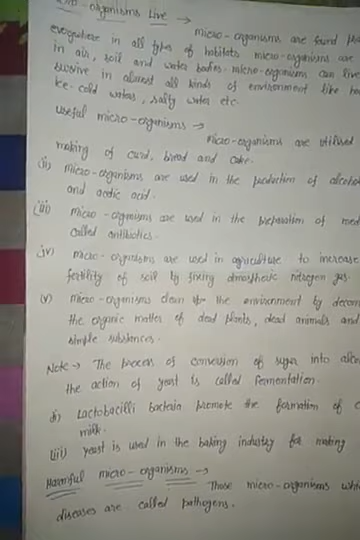 organisms Live →
micro-organisms are found
everywhere in all types of habitats micro-organisms are
in air, soil and water bodies. micro-organisms can live
survive in almost all kinds of environment like
cold waters, salty water etc.
useful micro-organisms →
micro-organisms are utilised
making of curd, bread and cake.
(ii) micro-organisms are used in the production of
and acetic acid.
(iii) micro-organisms are used in the preparation of
called antibiotics.
iv) micro-organisms are used in agriculture to increase
fertility of soil by fixing atmospheric nitrogen gas.
(v) micro-organisms clean up the environment by
the organic matter of dead plants, dead animals and
simple substances.
Note → The process of conversion of suger into
the action of yeast is called fermentation.
Lactobacilli bacteria promote the formation of
milk.
(iii) yeast is used in the baking industry for making
Harmful micro-organisms →
Those micro-organisms
diseases are called pathogens.